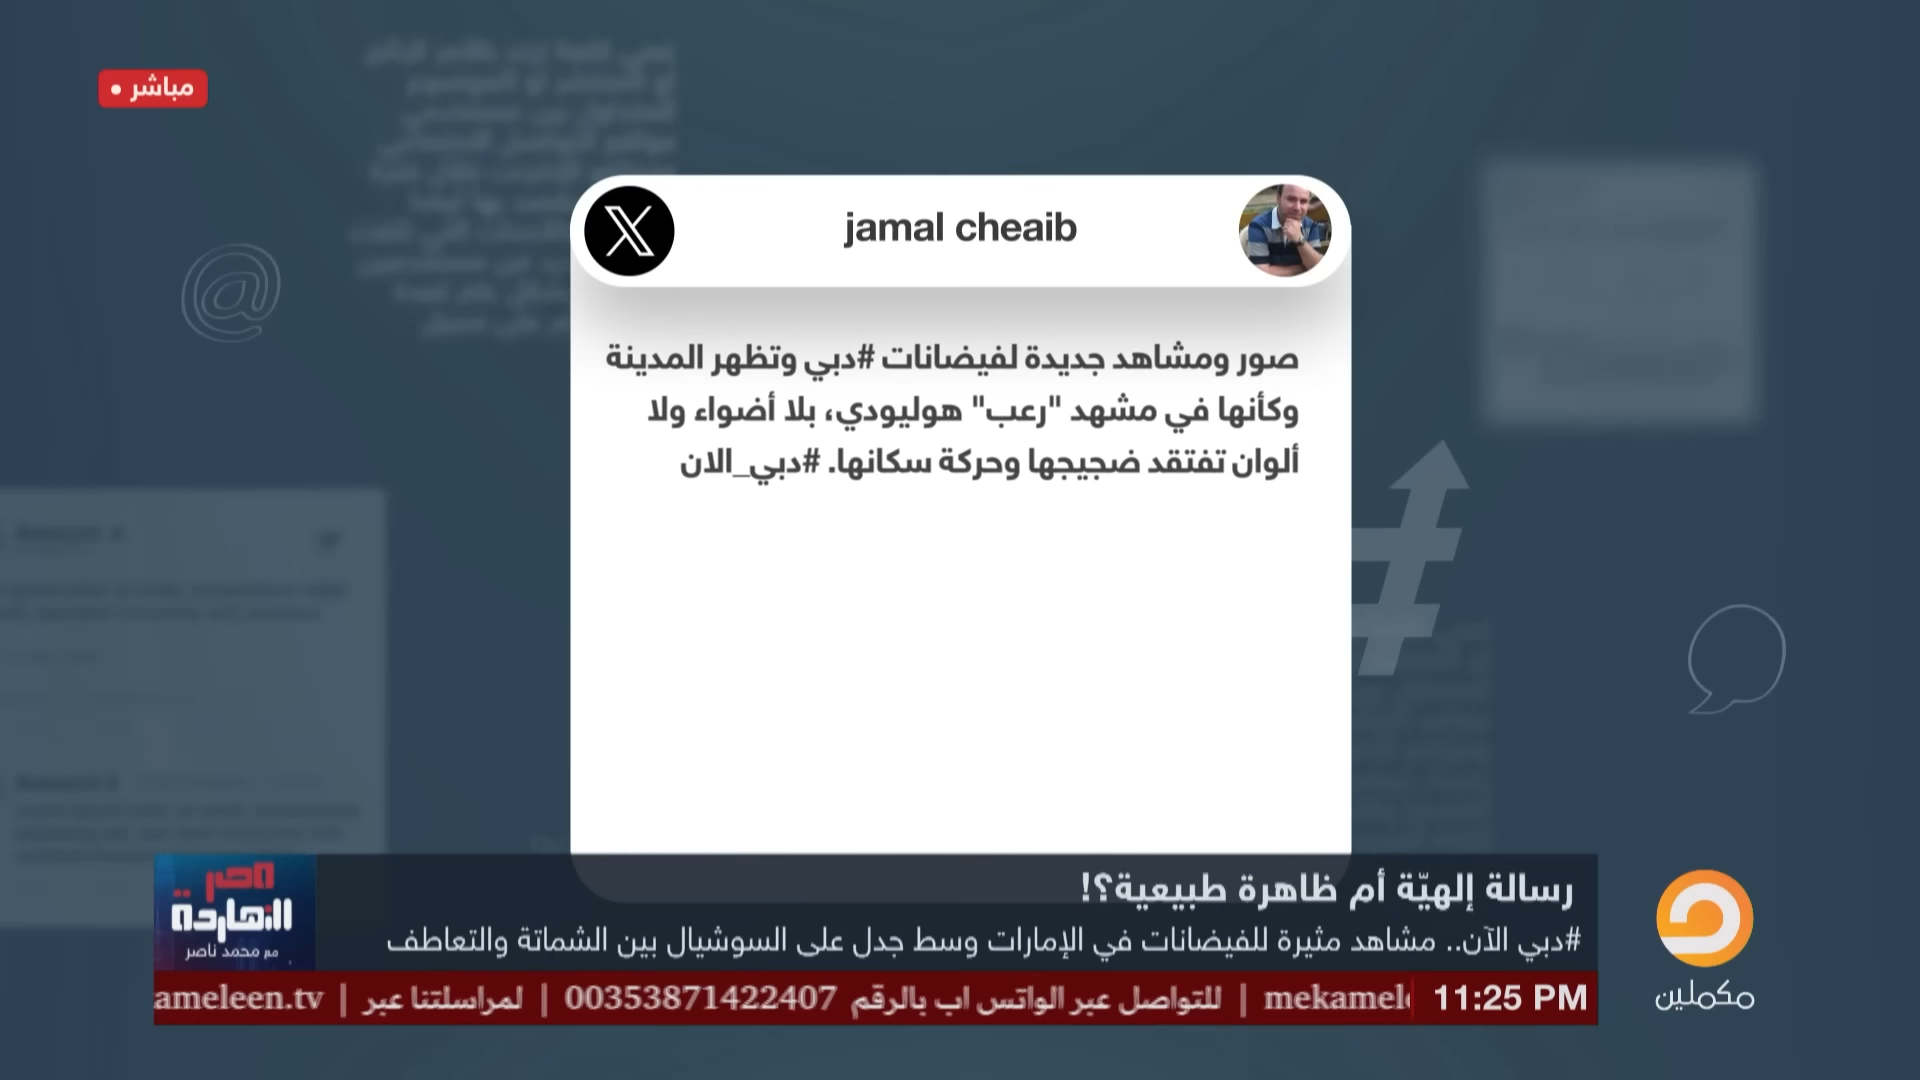 مباشر
jamal cheaib
صور ومشاهد جديدة لفيضانات #دبي وتظهر المدينة
وكأنها في مشهد "رعب" هوليودي، بلا أضواء ولا
ألوان تفتقد ضجيجها وحركة سكانها. #دبي_الان
رسالة إلهيّة أم ظاهرة طبيعية؟!
#دبي الآن.. مشاهد مثيرة للفيضانات في الإمارات وسط جدل على السوشيال بين الشماتة والتعاطف
مصر
النهاردة
مع محمد ناصر
11:25 PM
mekamel | للتواصل عبر الواتس اب بالرقم 00353871422407 | لمراسلتنا عبر | ameleen.tv
مكملين